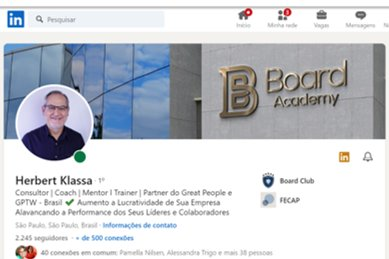 in
Pesquisar
Início
Minha rede
Vagas
Mensagens
B Board
Academy
in
Herbert Klassa · 1º
Consultor | Coach | Mentor I Trainer | Partner do Great People e
GPTW - Brasil ✔ Aumento a Lucratividade de Sua Empresa
Alavancando a Performance dos Seus Líderes e Colaboradores
Board Club
FECAP
São Paulo, São Paulo, Brasil · Informações de contato
2.245 seguidores · + de 500 conexões
40 conexões em comum: Pamella Nilsen, Alessandra Trigo e mais 38 pessoas